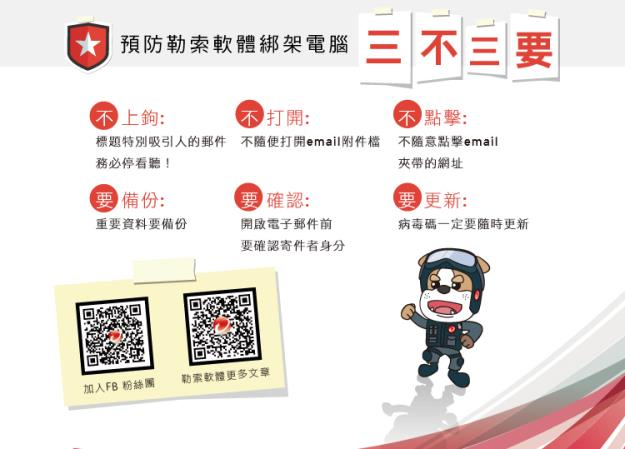 預防勒索軟體綁架電腦 三不三要
不上鉤:
標題特別吸引人的郵件
務必停看聽！
不打開:
不隨便打開email附件檔
不點擊:
不隨意點擊email
夾帶的網址
要備份:
重要資料要備份
要確認:
開啟電子郵件前
要確認寄件者身分
要更新:
病毒碼一定要隨時更新
加入FB 粉絲團
勒索軟體更多文章